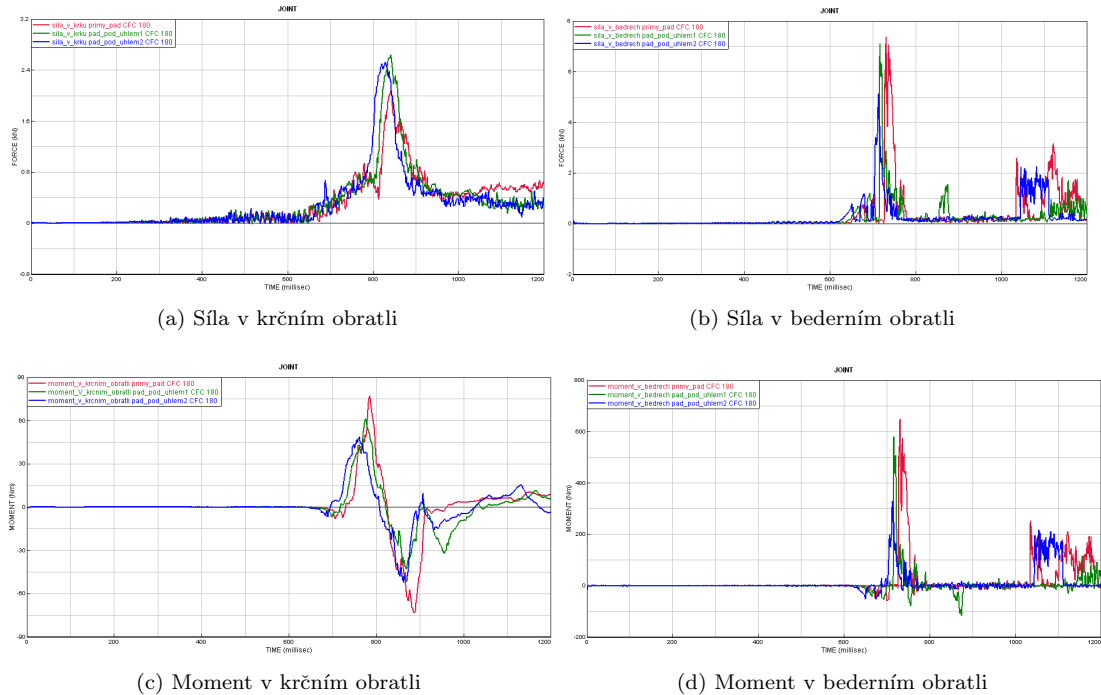 JOINT
sila_v_krku primy_pad CFC 180
sila_v_krku pad_pod_uhlem1 CFC 180
sila_v_krku pad_pod_uhlem2 CFC 180
3.2
2.4
1.6
0.8
0
-0.8
FORCE (kN)
0 200 400 600 800 1000 1200
TIME (millisec)
(a) Síla v krčním obratli
JOINT
sila_v_bedrech primy_pad CFC 180
sila_v_bedrech pad_pod_uhlem1 CFC 180
sila_v_bedrech pad_pod_uhlem2 CFC 180
8
6
4
2
0
-2
FORCE (kN)
0 200 400 600 800 1000 1200
TIME (millisec)
(b) Síla v bederním obratli
JOINT
moment_v_krcnim_obratli primy_pad CFC 180
moment_V_krcnim_obratli pad_pod_uhlem1 CFC 180
moment_v_krcnim_obratli pad_pod_uhlem2 CFC 180
90
60
30
0
-30
-60
-90
MOMENT (Nm)
0 200 400 600 800 1000 1200
TIME (millisec)
(c) Moment v krčním obratli
JOINT
moment_v_bedrech primy_pad CFC 180
moment_v_bedrech pad_pod_uhlem1 CFC 180
moment_v_bedrech pad_pod_uhlem2 CFC 180
800
600
400
200
0
-200
MOMENT (Nm)
0 200 400 600 800 1000 1200
TIME (millisec)
(d) Moment v bederním obratli